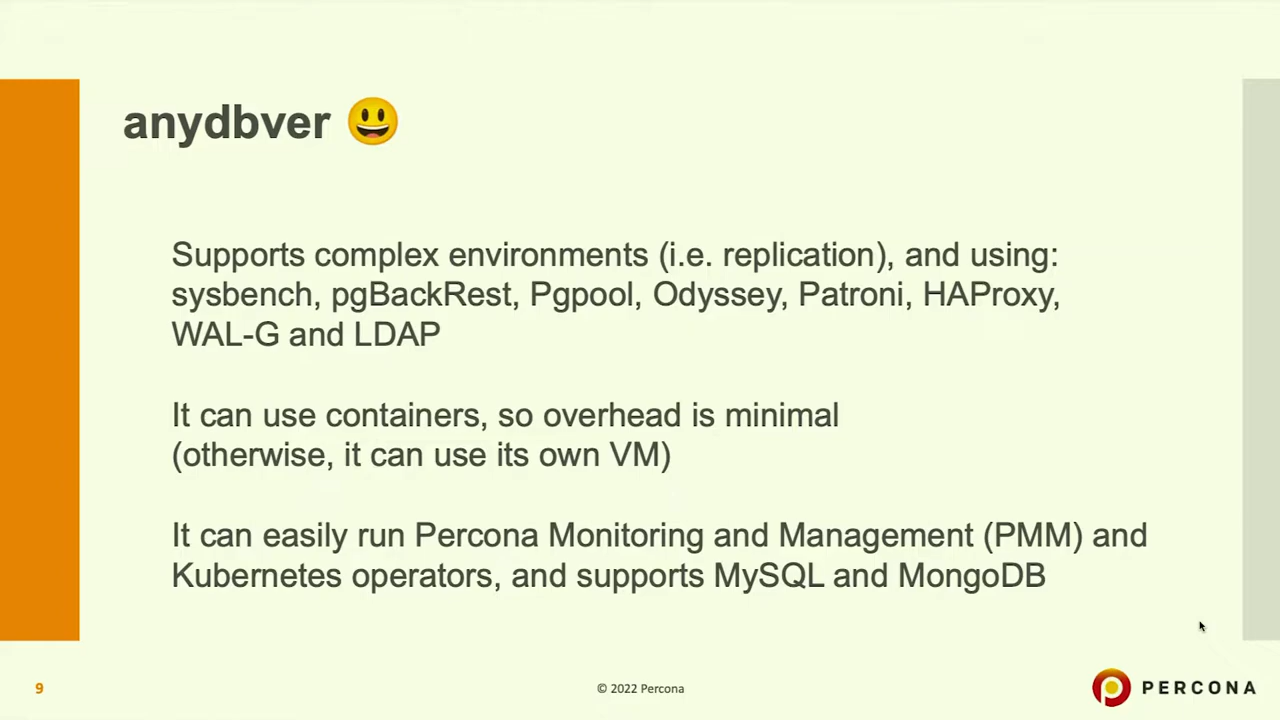 anydbver 😃
Supports complex environments (i.e. replication), and using:
sysbench, pgBackRest, Pgpool, Odyssey, Patroni, HAProxy,
WAL-G and LDAP
It can use containers, so overhead is minimal
(otherwise, it can use its own VM)
It can easily run Percona Monitoring and Management (PMM) and
Kubernetes operators, and supports MySQL and MongoDB
9
© 2022 Percona
PERCONA